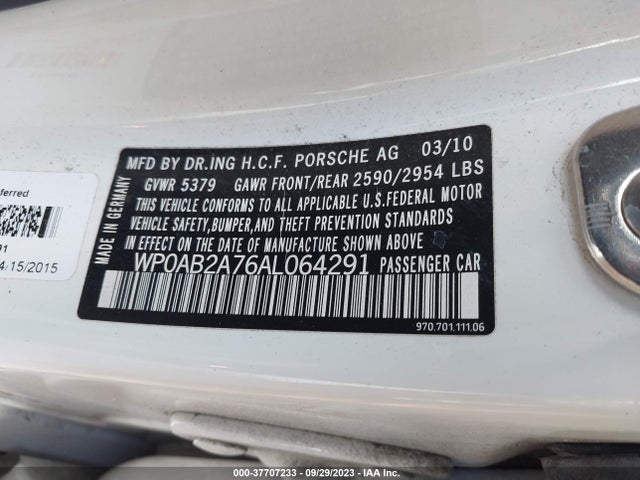 MFD BY DR.ING H.C.F. PORSCHE AG 03/10
GVWR 5379 GAWR FRONT/REAR 2590/2954 LBS
THIS VEHICLE CONFORMS TO ALL APPLICABLE U.S.FEDERAL MOTOR
VEHICLE SAFETY,BUMPER,AND THEFT PREVENTION STANDARDS
IN EFFECT ON THE DATE OF MANUFACTURE SHOWN ABOVE.
WP0AB2A76AL064291 PASSENGER CAR
MADE IN GERMANY
970.701.111.06
ferred
91
4/15/2015
000-37707233 - 09/29/2023 - IAA Inc.